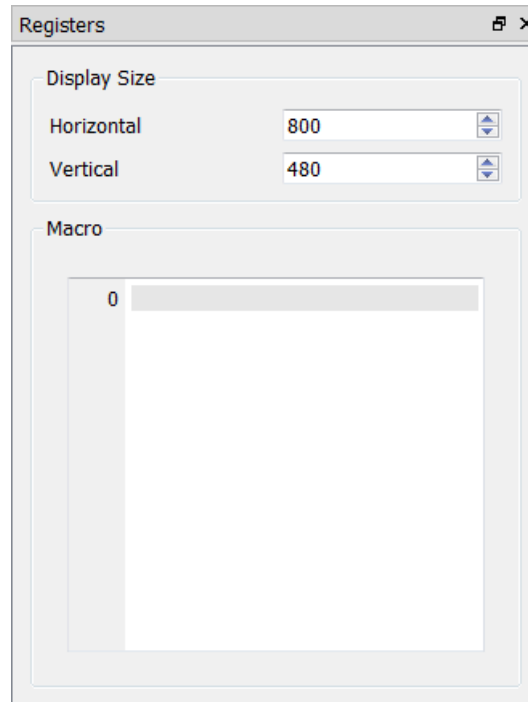 Registers
Display Size
Horizontal 800
Vertical 480
Macro
0